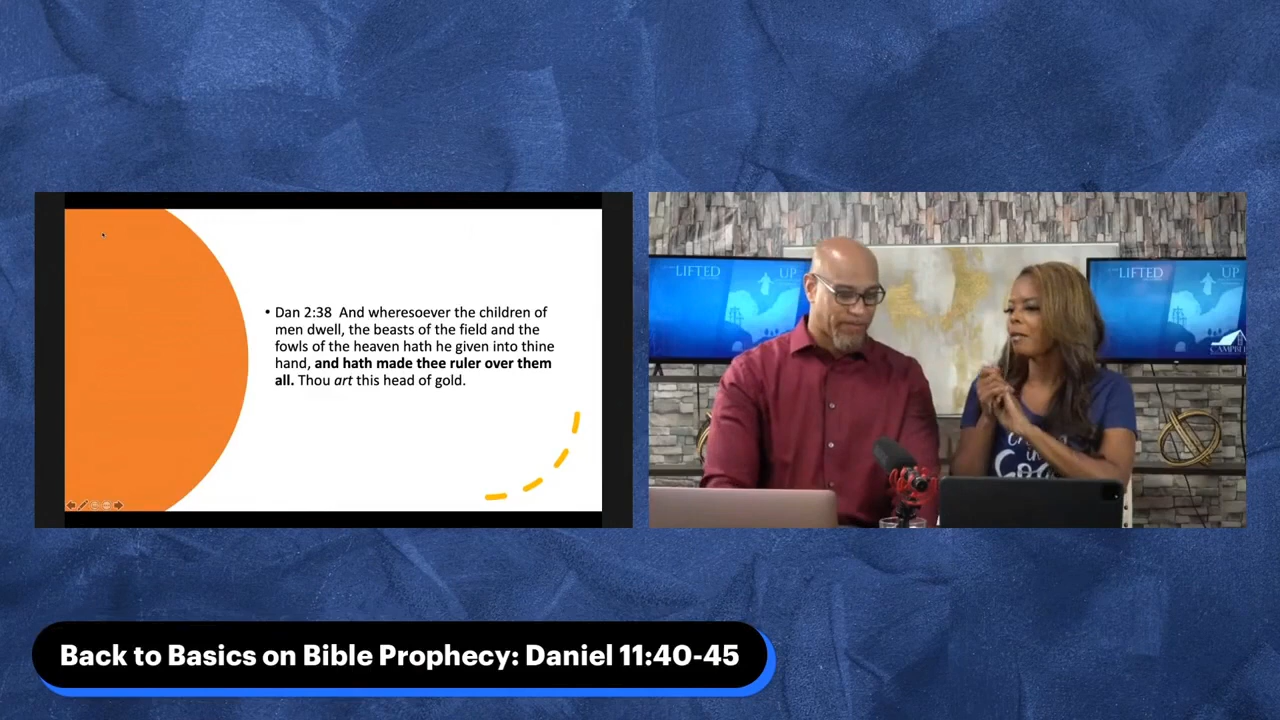 • Dan 2:38 And wheresoever the children of
men dwell, the beasts of the field and the
fowls of the heaven hath he given into thine
hand, and hath made thee ruler over them
all. Thou art this head of gold.
LIFTED UP
LIFTED UP
in
Back to Basics on Bible Prophecy: Daniel 11:40-45